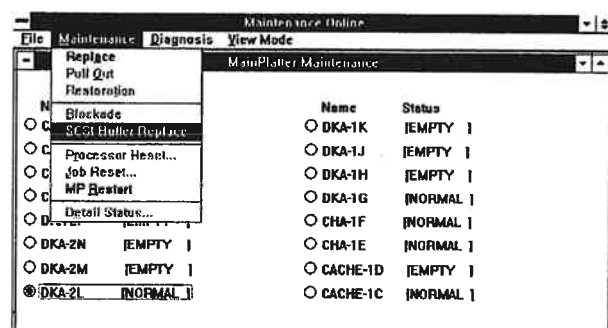 Maintenance Online
File Maintenance Diagnosis View Mode
Replace
Pull Out
Restoration
Blockade
SCSI Buffer Replace
Processor Reset...
Job Reset...
MP Restart
Detail Status...
MainPlatter Maintenance
Name Status
DKA-1K [EMPTY ]
DKA-1J [EMPTY ]
DKA-1H [EMPTY ]
DKA-1G [NORMAL ]
CHA-1F [NORMAL ]
DKA-2N [EMPTY ] CHA-1E [NORMAL ]
DKA-2M [EMPTY ] CACHE-1D [EMPTY ]
DKA-2L [NORMAL ] CACHE-1C [NORMAL ]